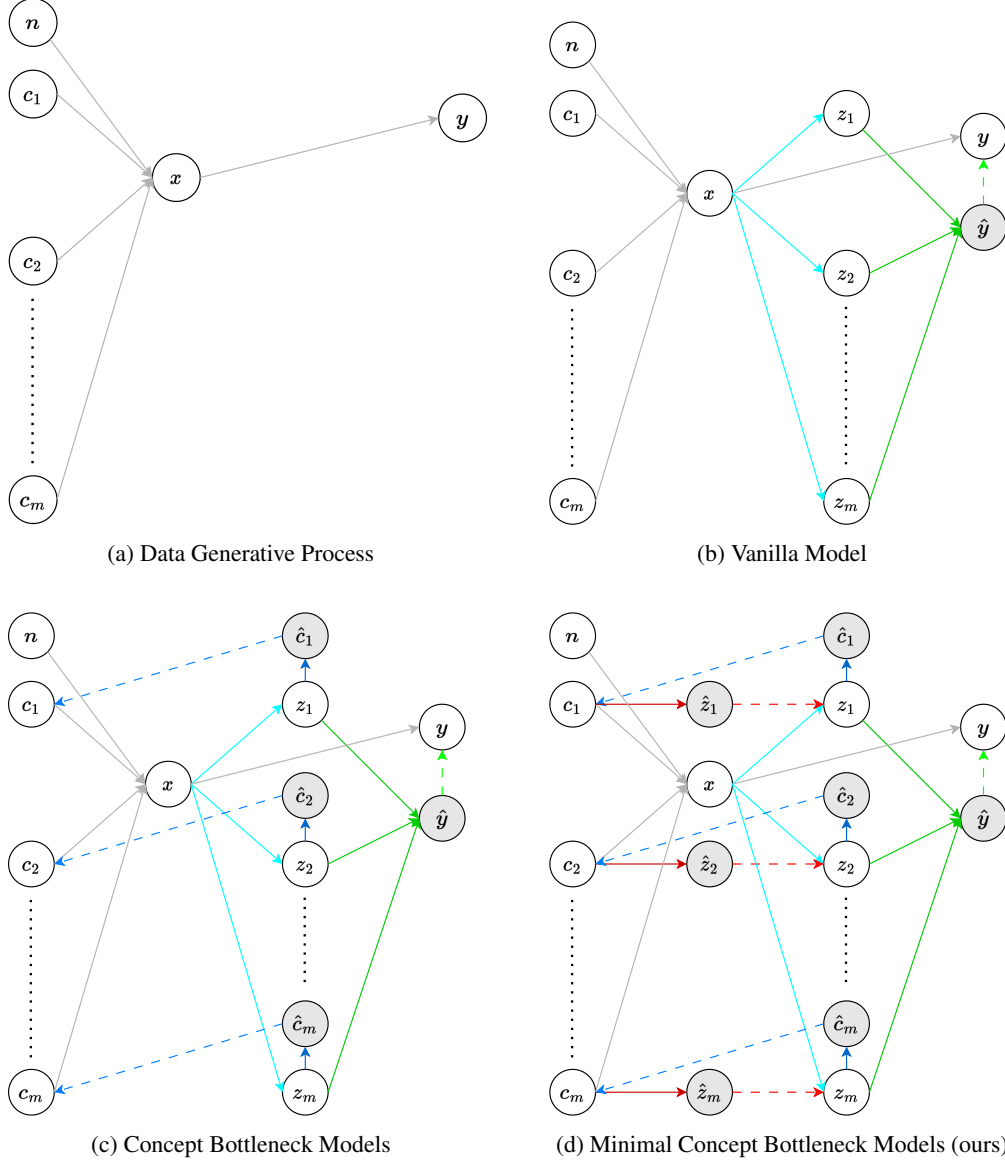 n
c₁
x
y
c₂
cₘ
(a) Data Generative Process
n
c₁
z₁
y
x
ŷ
c₂
z₂
cₘ
zₘ
(b) Vanilla Model
n
ĉ₁
c₁
z₁
y
x
ĉ₂
ŷ
c₂
z₂
ĉₘ
cₘ
zₘ
(c) Concept Bottleneck Models
n
ĉ₁
c₁
ẑ₁
z₁
y
x
ĉ₂
ŷ
c₂
ẑ₂
z₂
ĉₘ
cₘ
ẑₘ
zₘ
(d) Minimal Concept Bottleneck Models (ours)